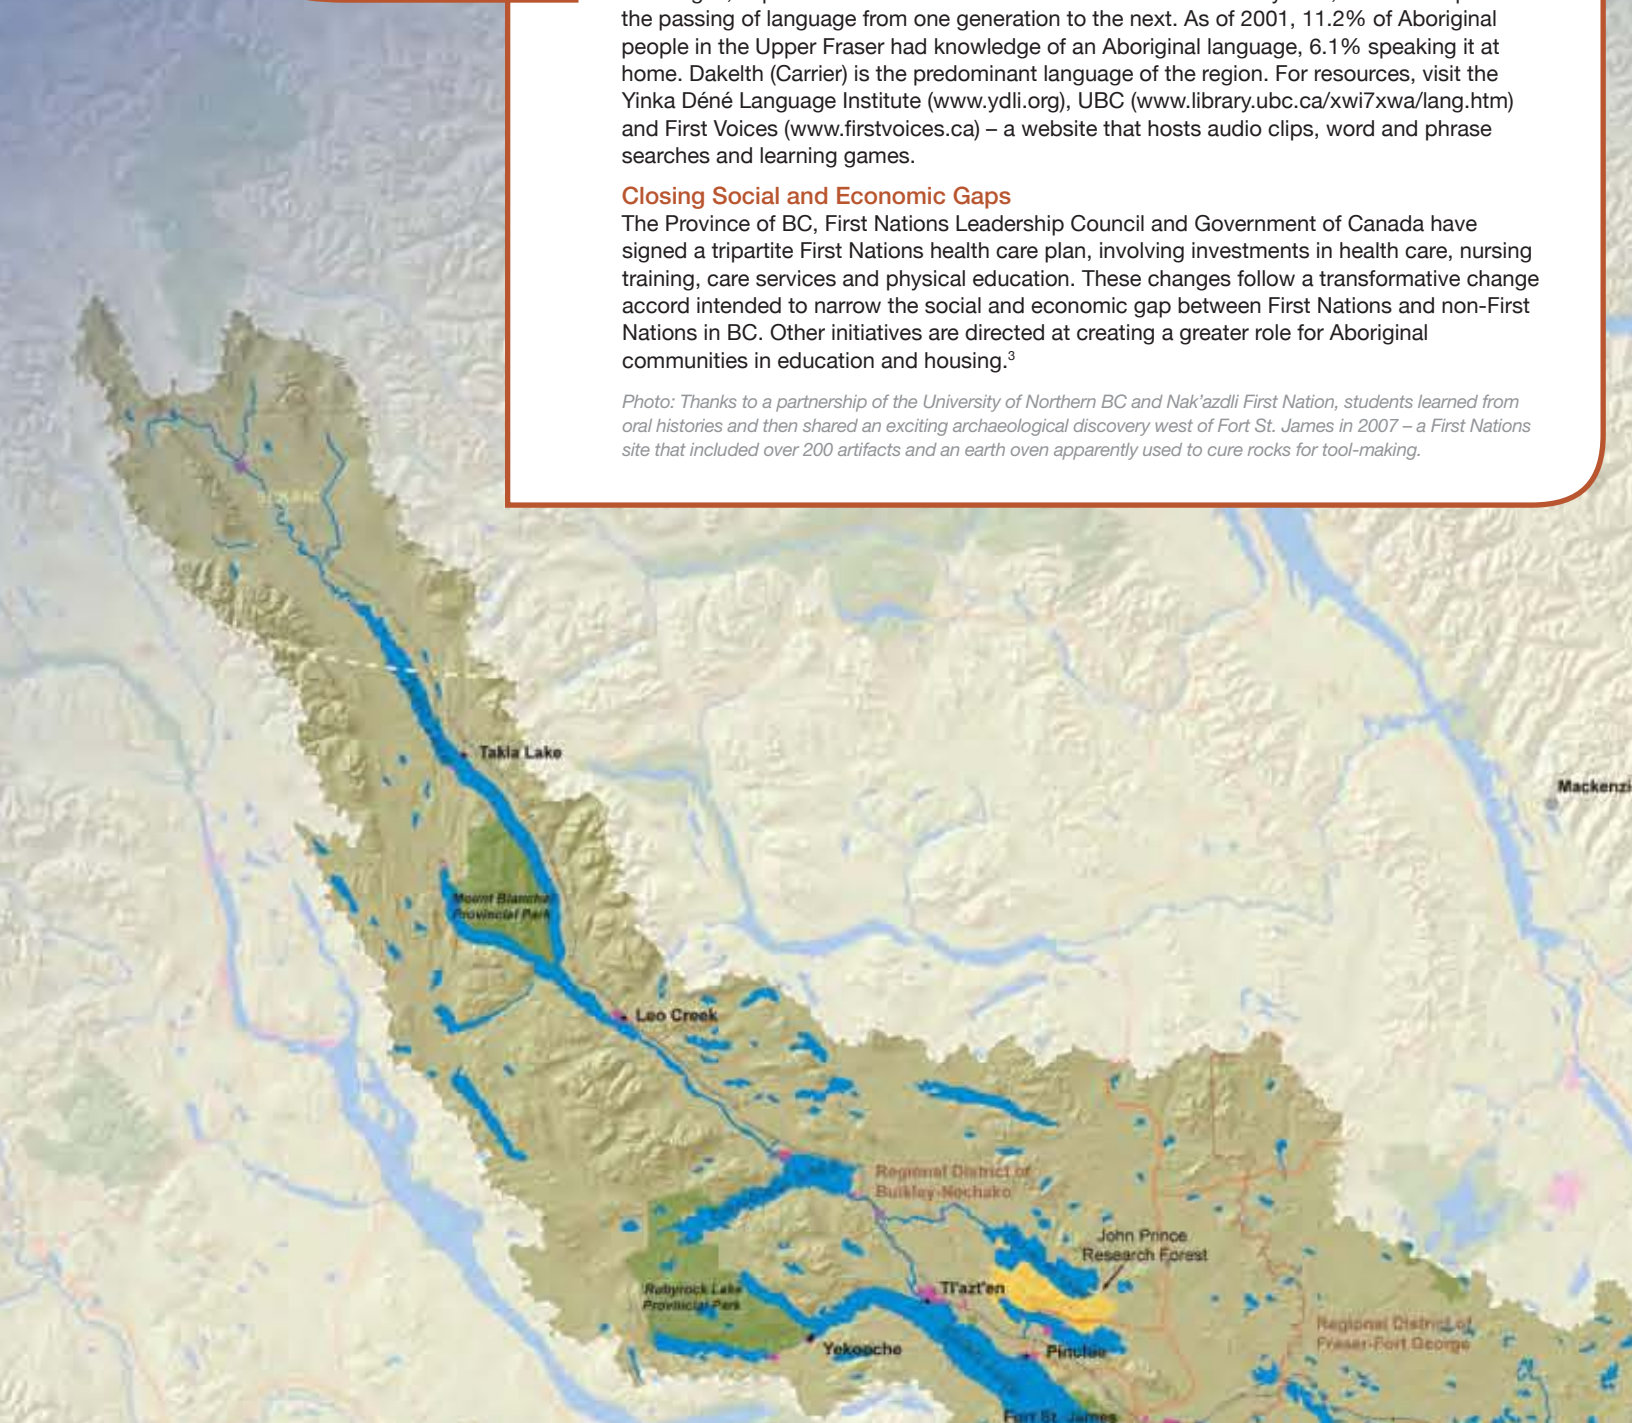 the passing of language from one generation to the next. As of 2001, 11.2% of Aboriginal
people in the Upper Fraser had knowledge of an Aboriginal language, 6.1% speaking it at
home. Dakelth (Carrier) is the predominant language of the region. For resources, visit the
Yinka Déné Language Institute (www.ydli.org), UBC (www.library.ubc.ca/xwi7xwa/lang.htm)
and First Voices (www.firstvoices.ca) – a website that hosts audio clips, word and phrase
searches and learning games.
Closing Social and Economic Gaps
The Province of BC, First Nations Leadership Council and Government of Canada have
signed a tripartite First Nations health care plan, involving investments in health care, nursing
training, care services and physical education. These changes follow a transformative change
accord intended to narrow the social and economic gap between First Nations and non-First
Nations in BC. Other initiatives are directed at creating a greater role for Aboriginal
communities in education and housing.³
Photo: Thanks to a partnership of the University of Northern BC and Nak'azdli First Nation, students learned from
oral histories and then shared an exciting archaeological discovery west of Fort St. James in 2007 – a First Nations
site that included over 200 artifacts and an earth oven apparently used to cure rocks for tool-making.
Takla Lake
Mackenzi
Mount Blanchet
Provincial Park
Leo Creek
Regional District of
Bulkley-Nechako
John Prince
Research Forest
Tl'azt'en
Rubyrock Lake
Provincial Park
Yekooche
Pinchie
Regional District of
Fraser-Fort George
Fort St. James